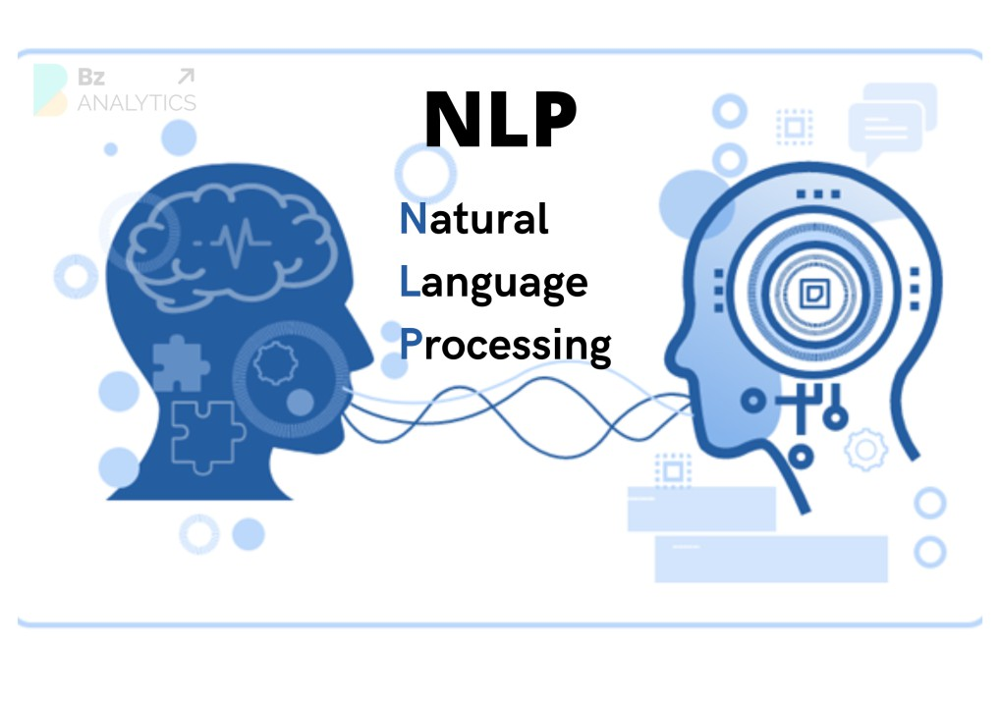 Bz
ANALYTICS
NLP
Natural
Language
Processing